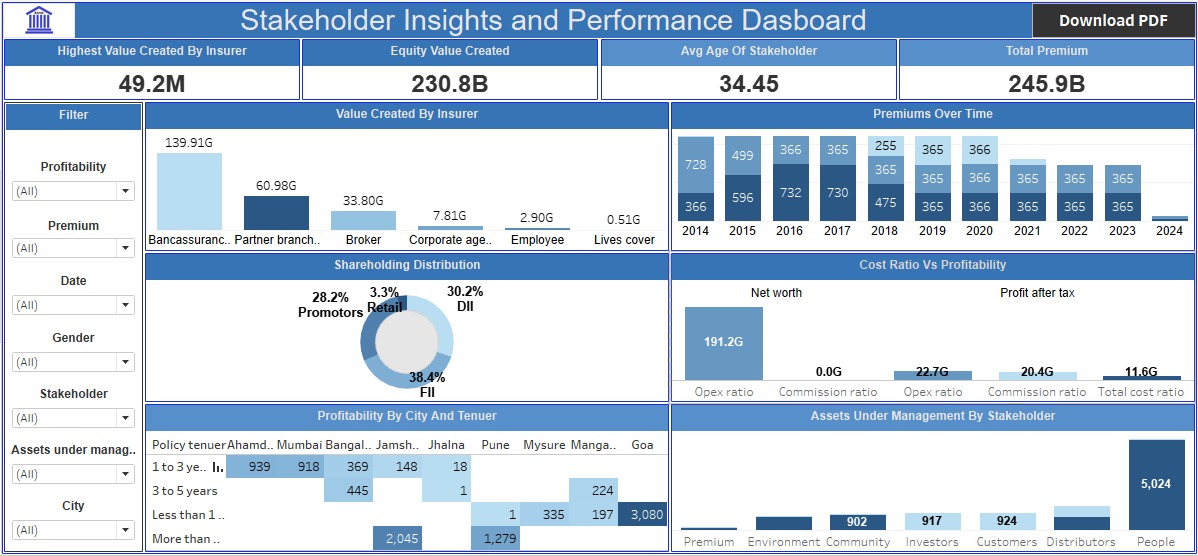 BANK
Stakeholder Insights and Performance Dasboard
Download PDF
Highest Value Created By Insurer
Equity Value Created
Avg Age Of Stakeholder
Total Premium
49.2M
230.8B
34.45
245.9B
Filter
Profitability
(All)
Premium
(All)
Date
(All)
Gender
(All)
Stakeholder
(All)
Assets under manag..
(All)
City
(All)
Value Created By Insurer
139.91G
60.98G
33.80G
7.81G
2.90G
0.51G
Bancassuranc.. Partner branch.. Broker Corporate age.. Employee Lives cover
Premiums Over Time
728 499 366 365 255 365 366
365 365 366 365 365 365
366 596 732 730 475 365 365 365 365 365
2014 2015 2016 2017 2018 2019 2020 2021 2022 2023 2024
Shareholding Distribution
28.2%
Promotors
3.3%
Retail
30.2%
DII
38.4%
FII
Cost Ratio Vs Profitability
Net worth
Profit after tax
191.2G
0.0G
22.7G
20.4G
11.6G
Opex ratio Commission ratio Opex ratio Commission ratio Total cost ratio
Profitability By City And Tenuer
Policy tenuer Ahamd.. Mumbai Bangal.. Jamsh.. Jhalna Pune Mysure Manga.. Goa
1 to 3 ye.. 939 918 369 148 18
3 to 5 years 445 1 224
Less than 1 .. 1 335 197 3,080
More than .. 2,045 1,279
Assets Under Management By Stakeholder
902
917
924
5,024
Premium Environment Community Investors Customers Distributors People